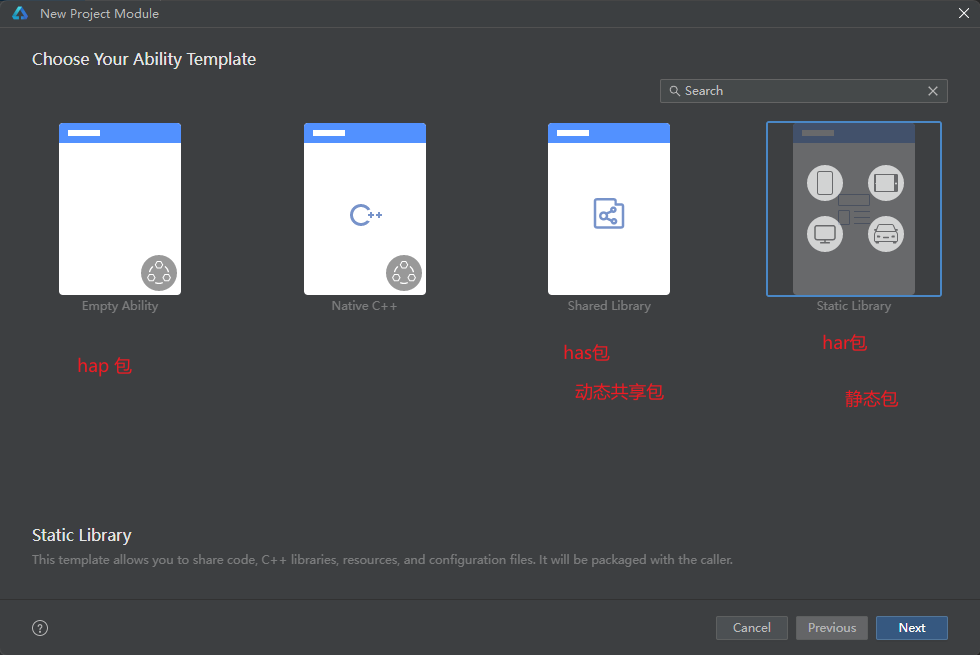 New Project Module
Choose Your Ability Template
Search
C++
Empty Ability
Native C++
Shared Library
Static Library
hap 包
has包
har包
动态共享包
静态包
Static Library
This template allows you to share code, C++ libraries, resources, and configuration files. It will be packaged with the caller.
?
Cancel
Previous
Next